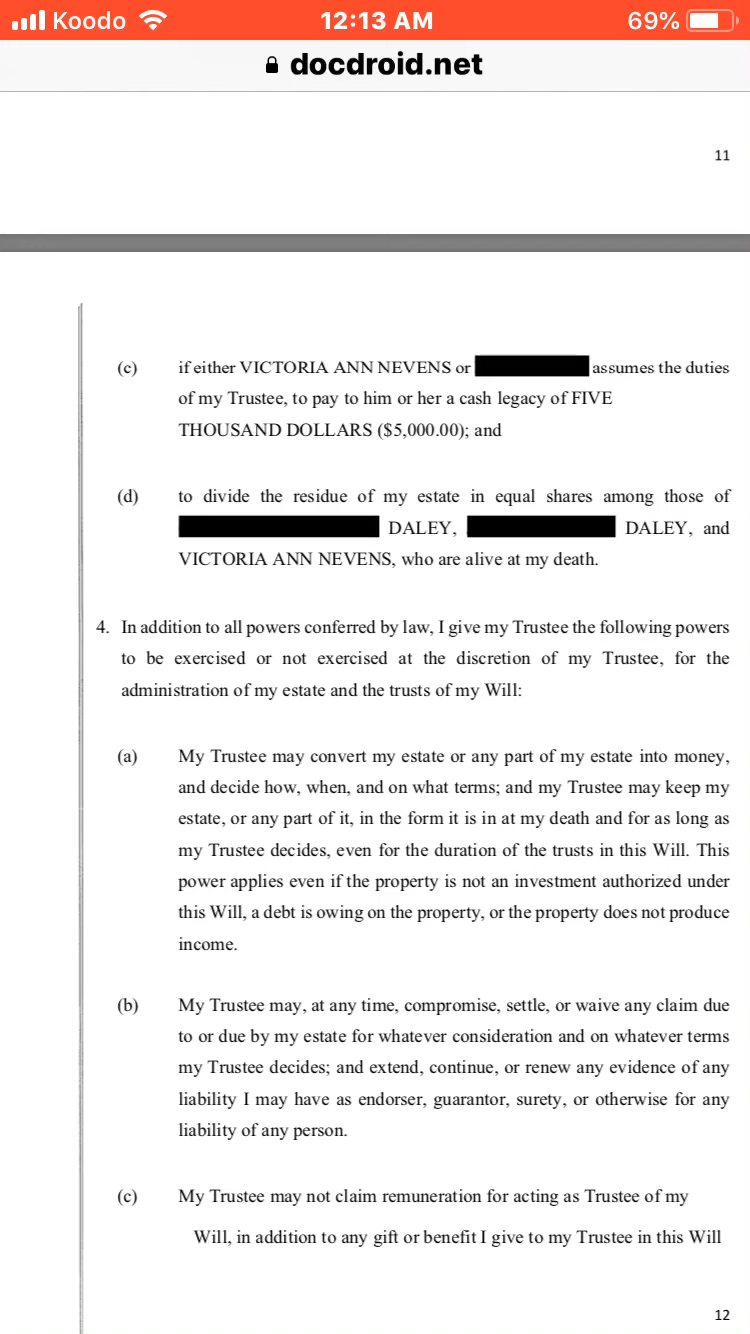 Koodo 12:13 AM 69%
docdroid.net
11
(c) if either VICTORIA ANN NEVENS or assumes the duties
of my Trustee, to pay to him or her a cash legacy of FIVE
THOUSAND DOLLARS ($5,000.00); and
(d) to divide the residue of my estate in equal shares among those of
DALEY, DALEY, and
VICTORIA ANN NEVENS, who are alive at my death.
4. In addition to all powers conferred by law, I give my Trustee the following powers
to be exercised or not exercised at the discretion of my Trustee, for the
administration of my estate and the trusts of my Will:
(a) My Trustee may convert my estate or any part of my estate into money,
and decide how, when, and on what terms; and my Trustee may keep my
estate, or any part of it, in the form it is in at my death and for as long as
my Trustee decides, even for the duration of the trusts in this Will. This
power applies even if the property is not an investment authorized under
this Will, a debt is owing on the property, or the property does not produce
income.
(b) My Trustee may, at any time, compromise, settle, or waive any claim due
to or due by my estate for whatever consideration and on whatever terms
my Trustee decides; and extend, continue, or renew any evidence of any
liability I may have as endorser, guarantor, surety, or otherwise for any
liability of any person.
(c) My Trustee may not claim remuneration for acting as Trustee of my
Will, in addition to any gift or benefit I give to my Trustee in this Will
12